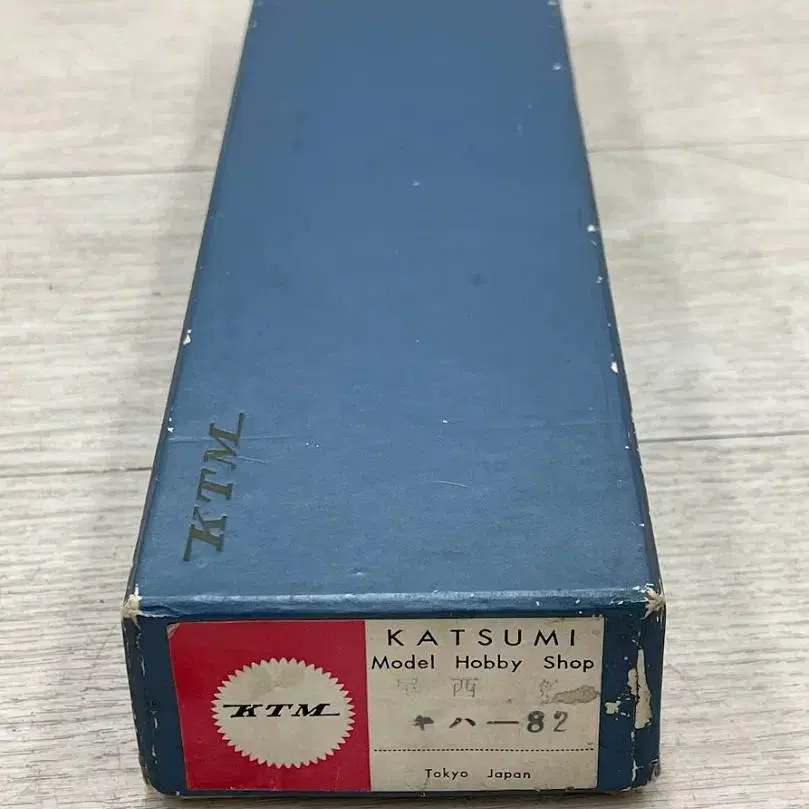 KTM
KTM
KATSUMI
Model Hobby Shop
キハ-82
Tokyo Japan